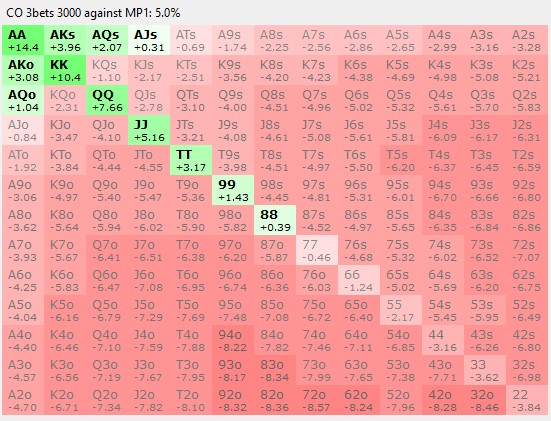 CO 3bets 3000 against MP1: 5.0%
AA AKs AQs AJs ATs A9s A8s A7s A6s A5s A4s A3s A2s
+14.4 +3.96 +2.07 +0.31 -0.69 -1.74 -2.25 -2.56 -2.86 -2.65 -2.99 -3.16 -3.28
AKo KK KQs KJs KTs K9s K8s K7s K6s K5s K4s K3s K2s
+3.08 +10.4 -1.10 -2.17 -2.51 -3.56 -4.20 -4.23 -4.38 -4.69 -4.98 -5.08 -5.21
AQo KQo QQ QJs QTs Q9s Q8s Q7s Q6s Q5s Q4s Q3s Q2s
+1.04 -2.31 +7.66 -2.78 -3.10 -4.00 -4.51 -4.96 -5.02 -5.32 -5.61 -5.70 -5.83
AJo KJo QJo JJ JTs J9s J8s J7s J6s J5s J4s J3s J2s
-0.84 -3.47 -4.10 +5.16 -3.21 -4.08 -4.61 -5.08 -5.61 -5.81 -6.09 -6.17 -6.31
ATo KTo QTo JTo TT T9s T8s T7s T6s T5s T4s T3s T2s
-1.92 -3.84 -4.44 -4.55 +3.17 -3.98 -4.51 -4.97 -5.50 -6.20 -6.37 -6.45 -6.59
A9o K9o Q9o J9o T9o 99 98s 97s 96s 95s 94s 93s 92s
-3.06 -4.97 -5.40 -5.47 -5.36 +1.43 -4.45 -4.81 -5.31 -6.01 -6.70 -6.66 -6.80
A8o K8o Q8o J8o T8o 98o 88 87s 86s 85s 84s 83s 82s
-3.62 -5.64 -5.94 -6.02 -5.90 -5.82 +0.39 -4.52 -4.97 -5.65 -6.35 -6.84 -6.86
A7o K7o Q7o J7o T7o 97o 87o 77 76s 75s 74s 73s 72s
-3.93 -5.67 -6.41 -6.51 -6.38 -6.20 -5.87 -0.46 -4.68 -5.32 -6.02 -6.52 -7.07
A6o K6o Q6o J6o T6o 96o 86o 76o 66 65s 64s 63s 62s
-4.25 -5.83 -6.47 -7.08 -6.95 -6.74 -6.36 -6.03 -1.24 -5.02 -5.69 -6.20 -6.75
A5o K5o Q5o J5o T5o 95o 85o 75o 65o 55 54s 53s 52s
-4.04 -6.16 -6.79 -7.29 -7.69 -7.48 -7.08 -6.72 -6.40 -2.17 -5.45 -5.95 -6.49
A4o K4o Q4o J4o T4o 94o 84o 74o 64o 54o 44 43s 42s
-4.40 -6.46 -7.10 -7.59 -7.88 -8.22 -7.82 -7.46 -7.11 -6.85 -3.16 -6.26 -6.80
A3o K3o Q3o J3o T3o 93o 83o 73o 63o 53o 43o 33 32s
-4.57 -6.56 -7.19 -7.67 -7.95 -8.17 -8.34 -7.99 -7.65 -7.38 -7.71 -3.62 -6.98
A2o K2o Q2o J2o T2o 92o 82o 72o 62o 52o 42o 32o 22
-4.70 -6.71 -7.34 -7.82 -8.10 -8.32 -8.36 -8.57 -8.24 -7.96 -8.28 -8.46 -3.84